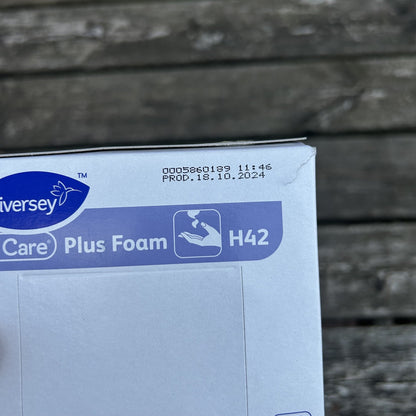 0005860189 11:46
PROD.18.10.2024
iversey™
Care® Plus Foam H42